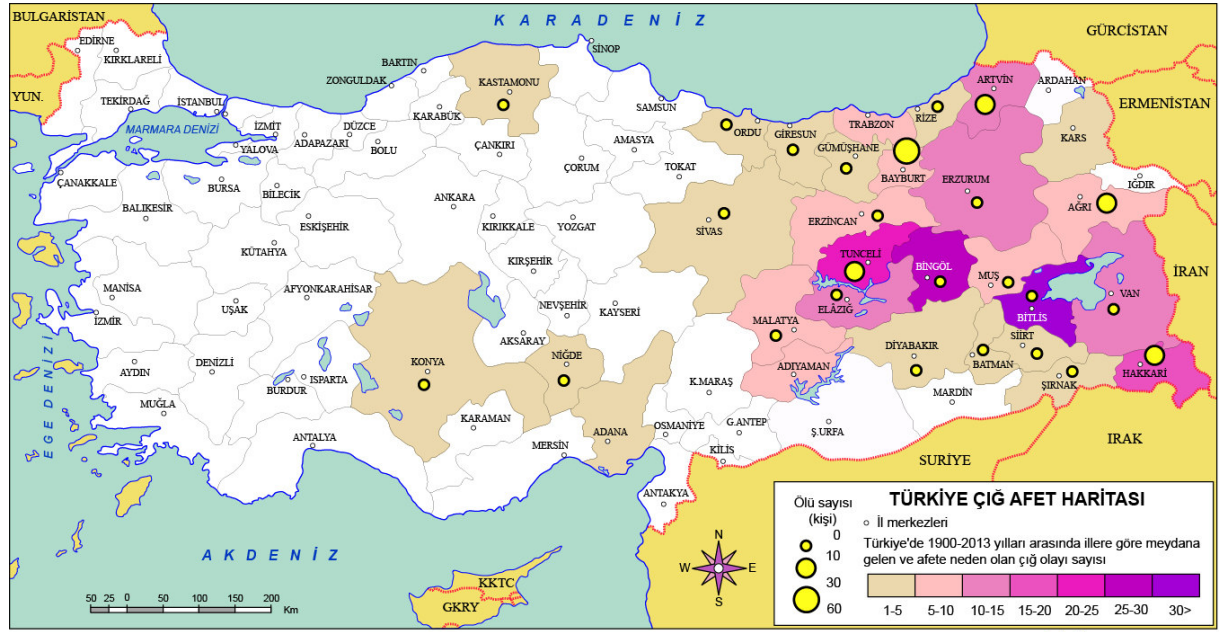 BULGARİSTAN
K A R A D E N İ Z
GÜRCİSTAN
EDİRNE
KIRKLARELİ
SİNOP
BARTIN
ZONGULDAK
KASTAMONU
ARTVİN
ARDAHAN
YUN.
TEKİRDAĞ
İSTANBUL
KARABÜK
SAMSUN
RİZE
ERMENİSTAN
MARMARA DENİZİ
İZMİT
DÜZCE
ADAPAZARI
BOLU
YALOVA
ÇANKIRI
AMASYA
ORDU
GİRESUN
TRABZON
GÜMÜŞHANE
KARS
ÇANAKKALE
BURSA
BİLECİK
ÇORUM
TOKAT
BAYBURT
ERZURUM
IĞDIR
BALIKESİR
ESKİŞEHİR
ANKARA
KIRIKKALE
YOZGAT
SİVAS
ERZİNCAN
AĞRI
KÜTAHYA
KIRŞEHİR
TUNCELİ
BİNGÖL
MUŞ
İRAN
MANİSA
UŞAK
AFYONKARAHİSAR
NEVŞEHİR
KAYSERİ
ELAZIĞ
BİTLİS
VAN
İZMİR
AKSARAY
MALATYA
DİYABAKIR
SİİRT
AYDIN
DENİZLİ
BURDUR
ISPARTA
KONYA
NİĞDE
ADIYAMAN
BATMAN
ŞIRNAK
HAKKARİ
EGE DENİZİ
MUĞLA
K.MARAŞ
MARDİN
KARAMAN
ADANA
OSMANİYE
G.ANTEP
Ş.URFA
ANTALYA
MERSİN
KİLİS
SURİYE
IRAK
ANTAKYA
A K D E N İ Z
KKTC
GKRY
N
W
E
S
50 25 0 50 100 150 200
Km
TÜRKİYE ÇIĞ AFET HARİTASI
Ölü sayısı
(kişi)
0
10
30
60
İl merkezleri
Türkiye'de 1900-2013 yılları arasında illere göre meydana
gelen ve afete neden olan çığ olayı sayısı
1-5 5-10 10-15 15-20 20-25 25-30 30>